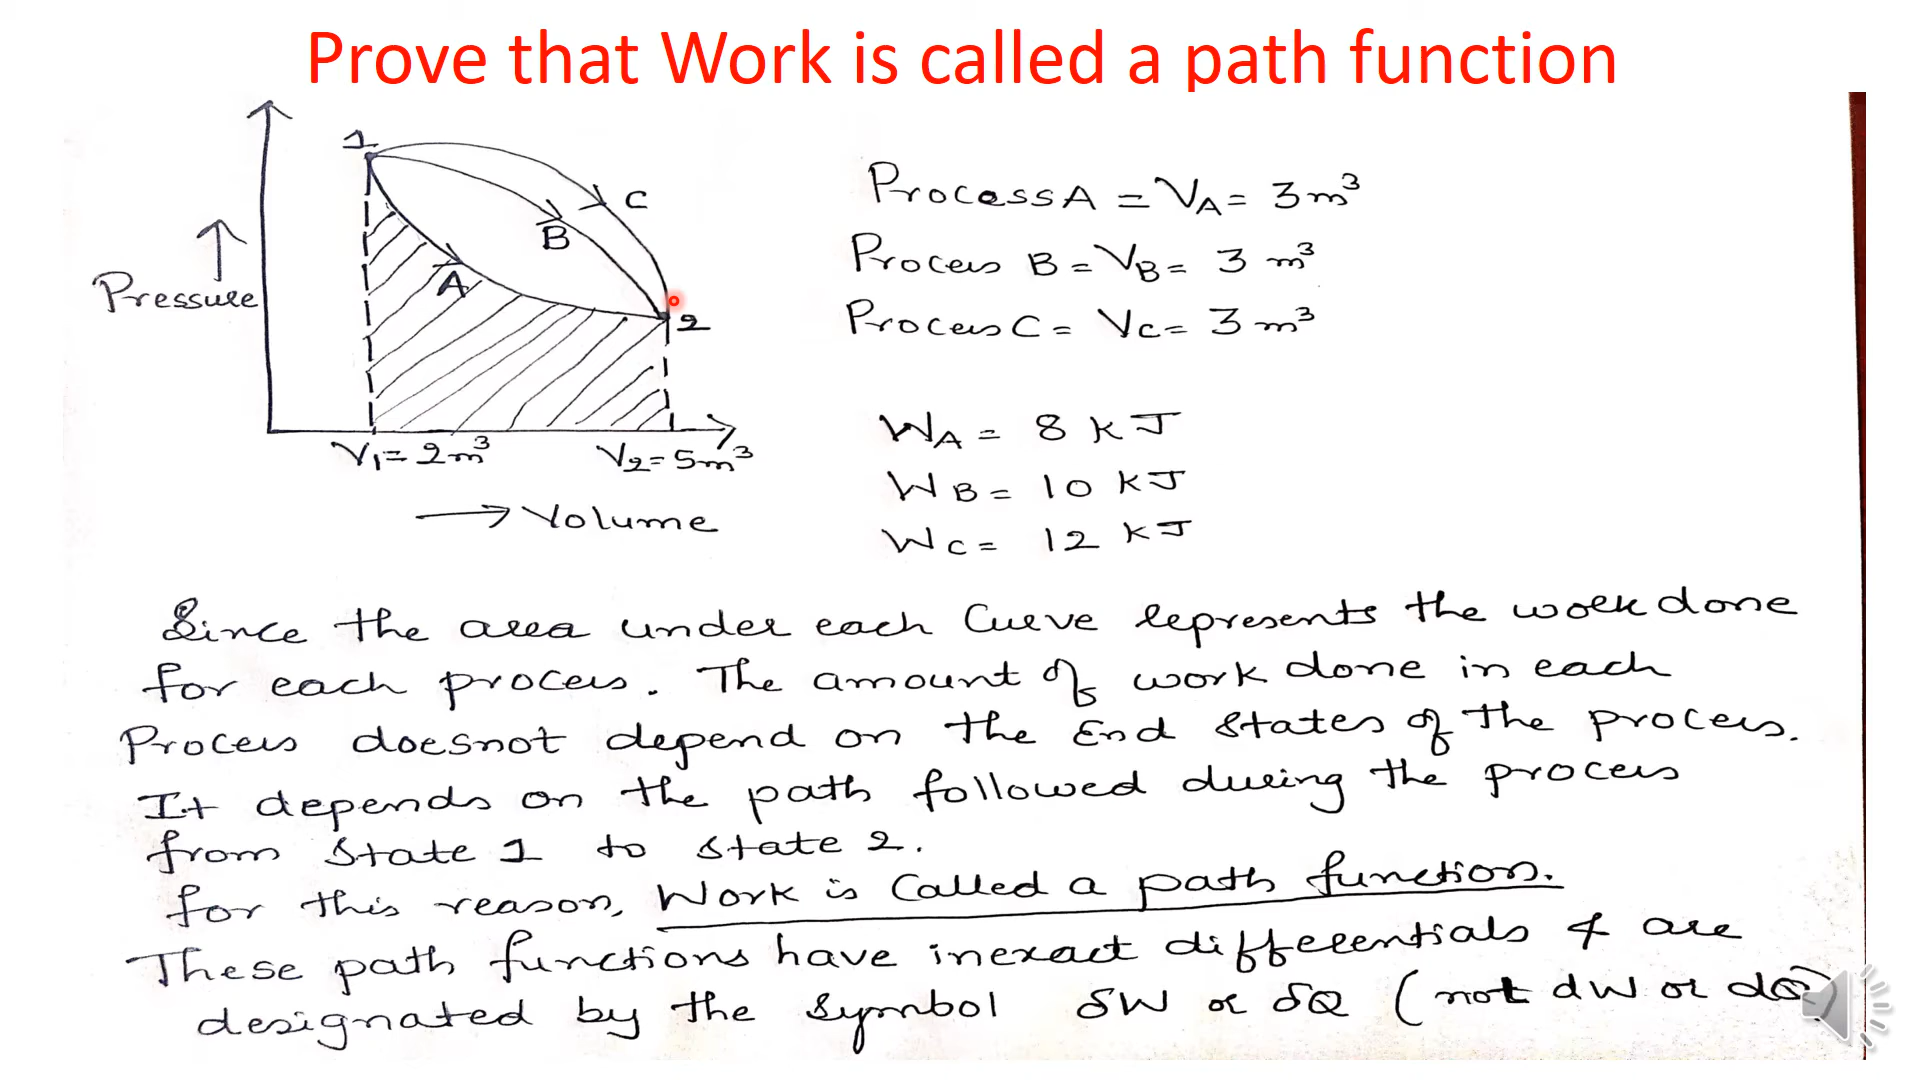 Prove that Work is called a path function
1
C
B
A
Pressure
2
V1 = 2m³
V2 = 5m³
→ Volume
Process A = VA = 3 m³
Process B = VB = 3 m³
Process C = VC = 3 m³
WA = 8 kJ
WB = 10 kJ
WC = 12 kJ
Since the area under each Curve represents the work done
for each process. The amount of work done in each
Process doesnot depend on the End States of the process.
It depends on the path followed during the process
from State 1 to state 2.
for this reason, Work is Called a path function.
These path functions have inexact differentials & are
designated by the symbol δW or δQ (not dW or dQ)